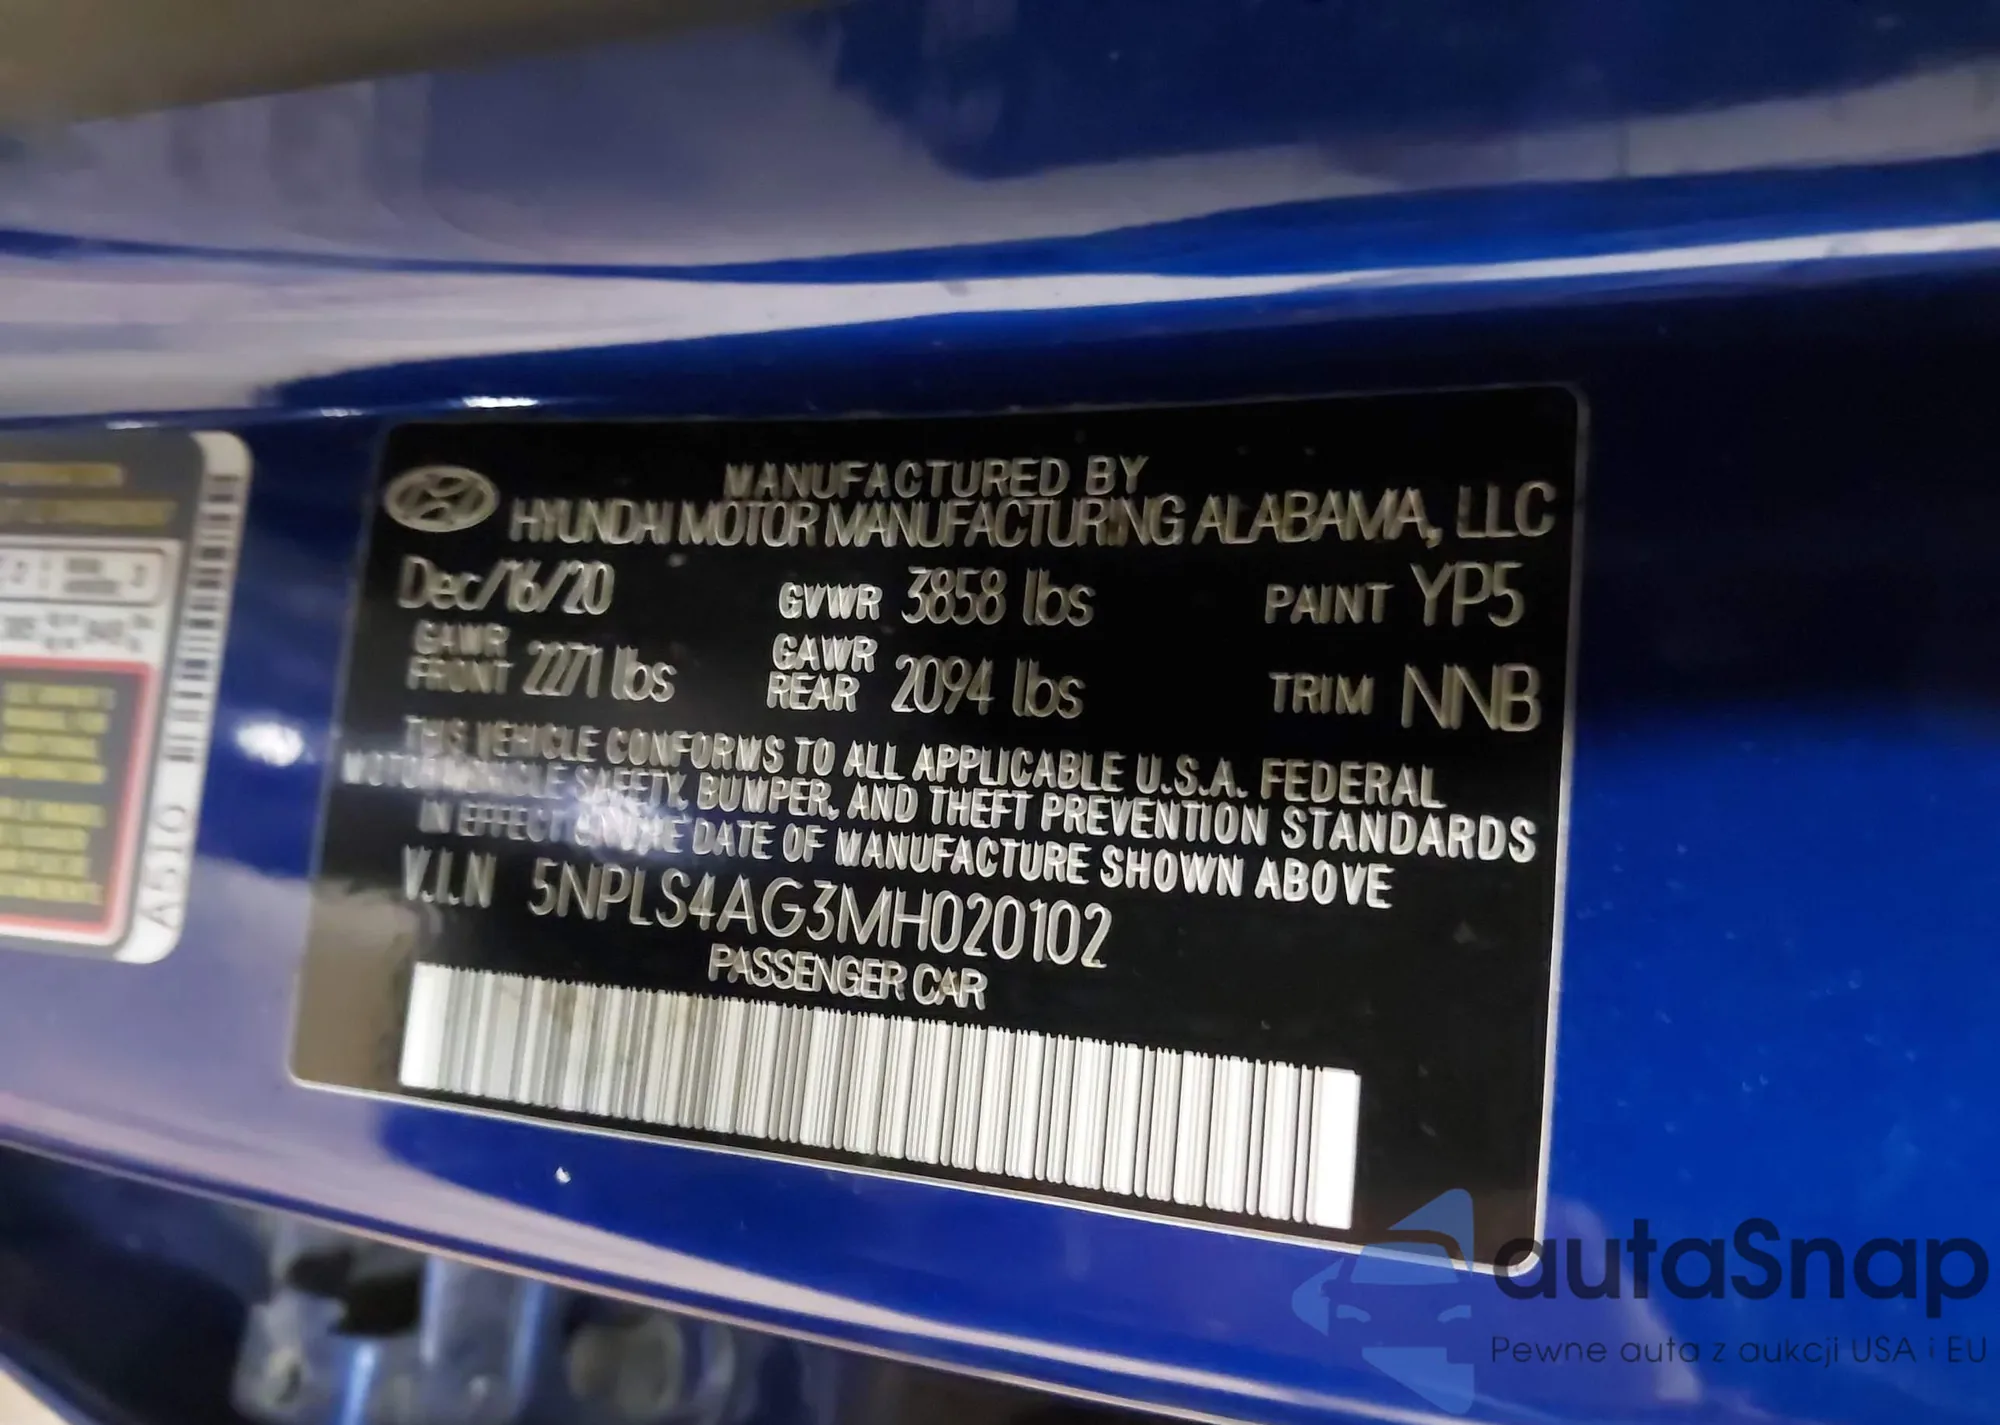 MANUFACTURED BY
HYUNDAI MOTOR MANUFACTURING ALABAMA, LLC
Dec/16/20 GVWR 3858 lbs PAINT YP5
GAWR FRONT 2271 lbs GAWR REAR 2094 lbs TRIM NNB
THIS VEHICLE CONFORMS TO ALL APPLICABLE U.S.A. FEDERAL
MOTOR VEHICLE SAFETY, BUMPER, AND THEFT PREVENTION STANDARDS
IN EFFECT ON THE DATE OF MANUFACTURE SHOWN ABOVE
V.I.N 5NPLS4AG3MH020102
PASSENGER CAR
A510
autaSnap
Pewne auta z aukcji USA i EU